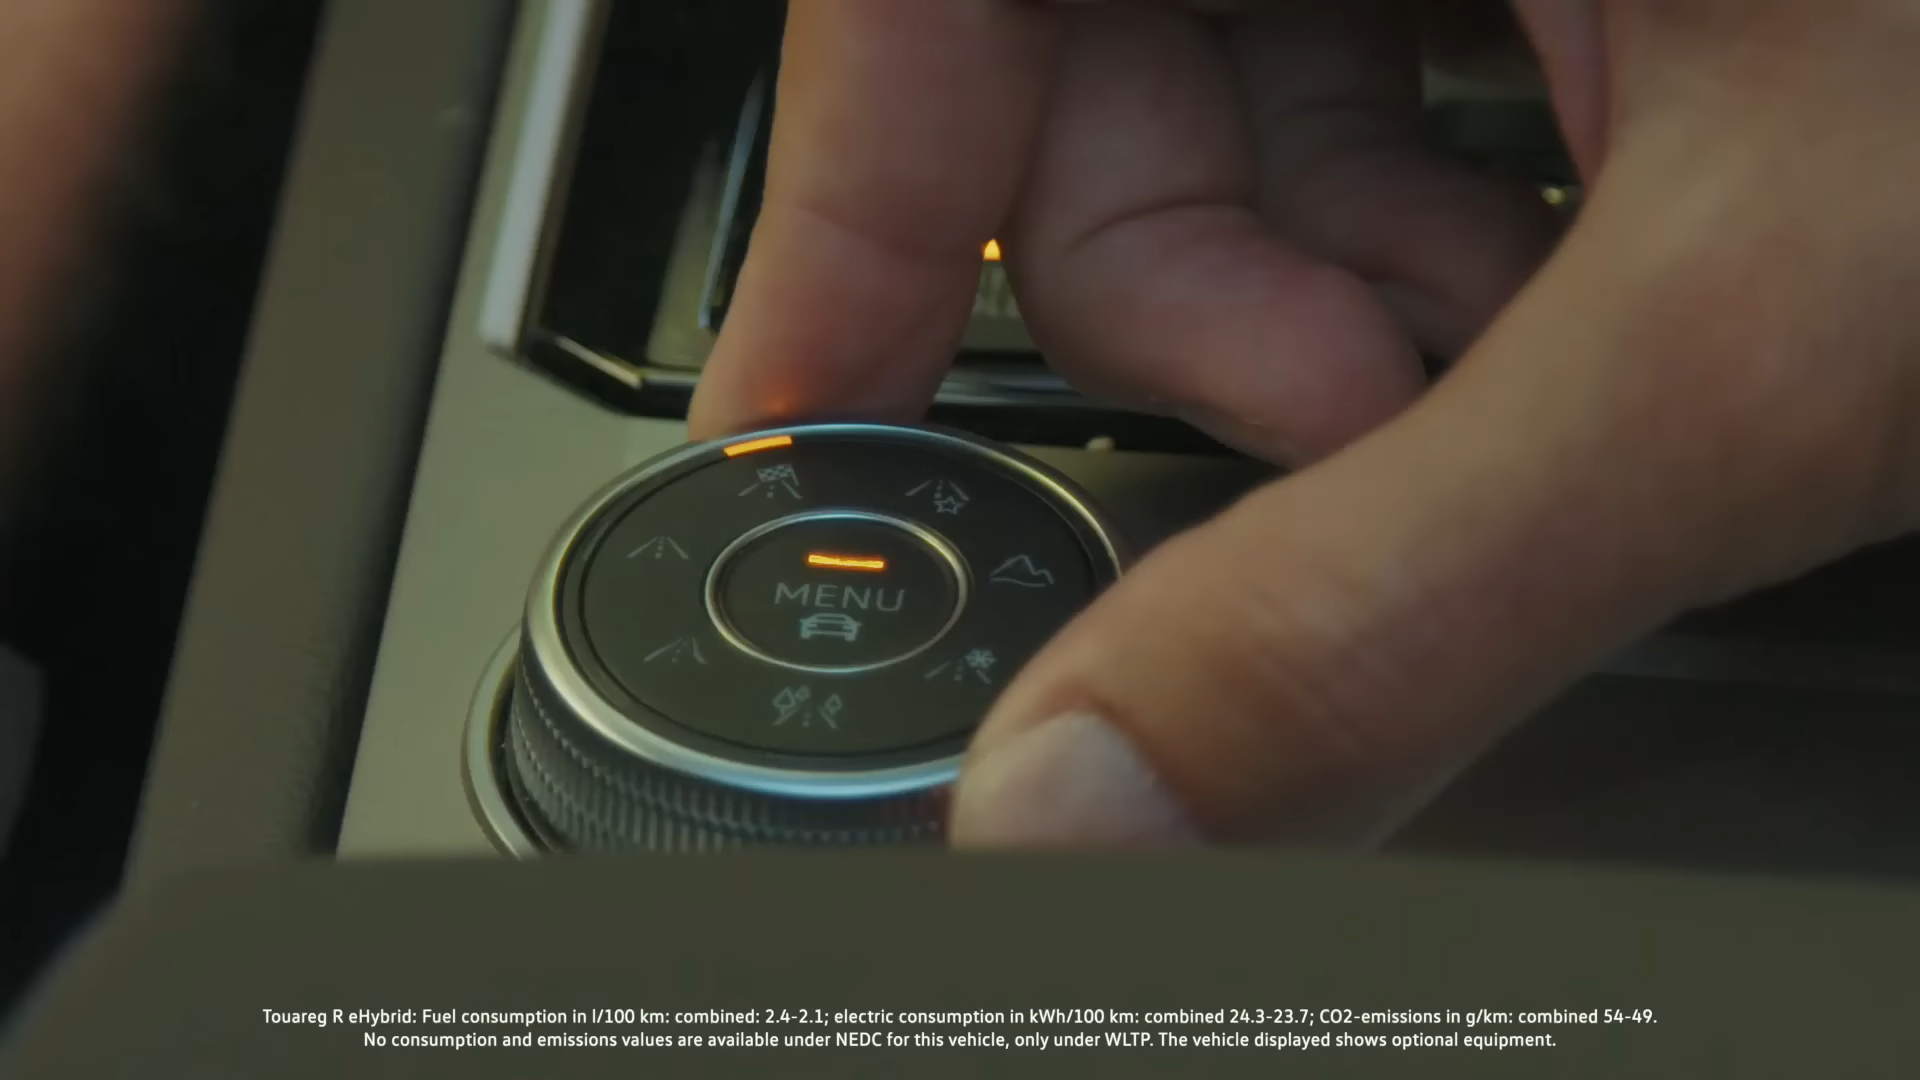 MENU
Touareg R eHybrid: Fuel consumption in l/100 km: combined: 2.4-2.1; electric consumption in kWh/100 km: combined 24.3-23.7; CO2-emissions in g/km: combined 54-49.
No consumption and emissions values are available under NEDC for this vehicle, only under WLTP. The vehicle displayed shows optional equipment.